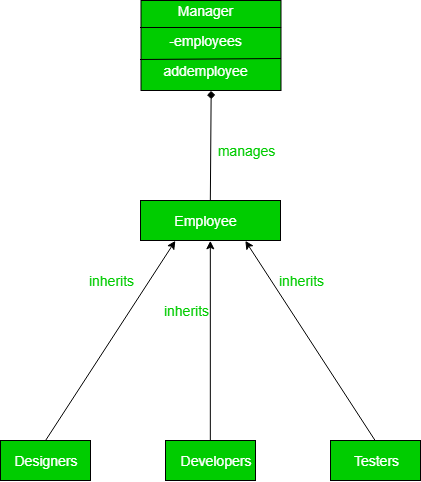 Manager
-employees
addemployee
manages
Employee
inherits
inherits
inherits
Designers
Developers
Testers